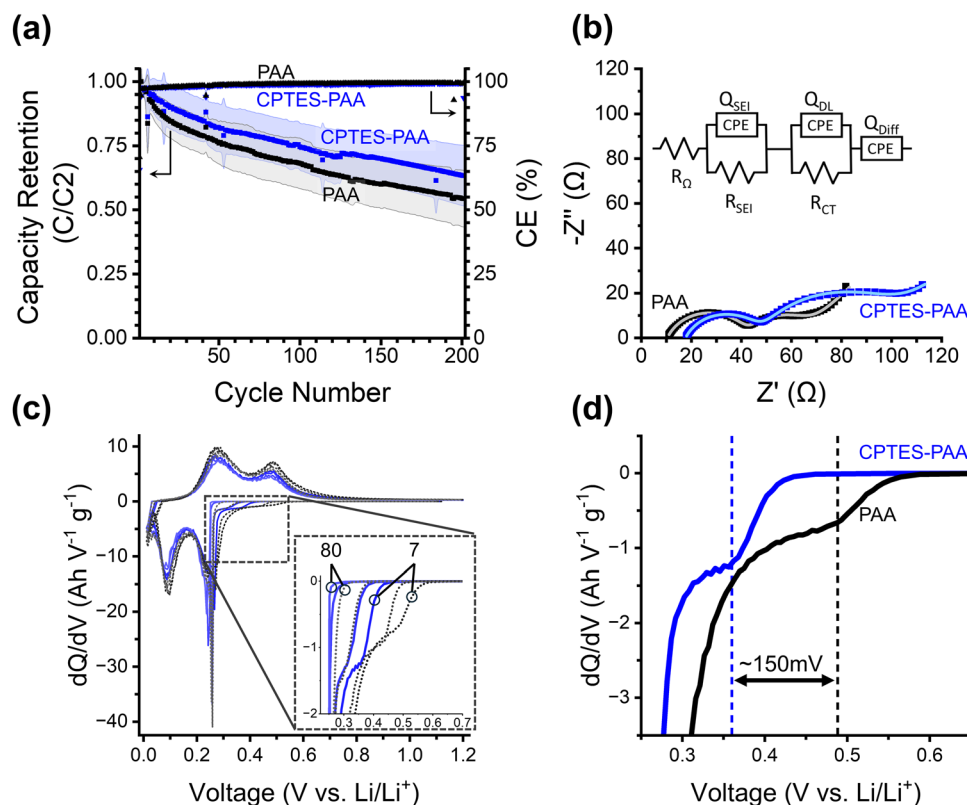 (a)
Capacity Retention
(C/C2)
1.00
0.75
0.50
0.25
0.00
PAA
CPTES-PAA
CPTES-PAA
PAA
100
75
50
25
0
CE (%)
50
100
150
200
Cycle Number
(b)
-Z'' (Ω)
120
100
80
60
40
20
0
Q_SEI
CPE
Q_DL
CPE
Q_Diff
CPE
R_Ω
R_SEI
R_CT
PAA
CPTES-PAA
0 20 40 60 80 100 120
Z' (Ω)
(c)
dQ/dV (Ah V⁻¹ g⁻¹)
10
5
0
−10
−20
−30
−40
80 7
0
−1
−2
0.3 0.4 0.5 0.6 0.7
0.0 0.2 0.4 0.6 0.8 1.0 1.2
Voltage (V vs. Li/Li⁺)
(d)
dQ/dV (Ah V⁻¹ g⁻¹)
0
−1
−2
−3
CPTES-PAA
PAA
~150mV
0.3 0.4 0.5 0.6
Voltage (V vs. Li/Li⁺)